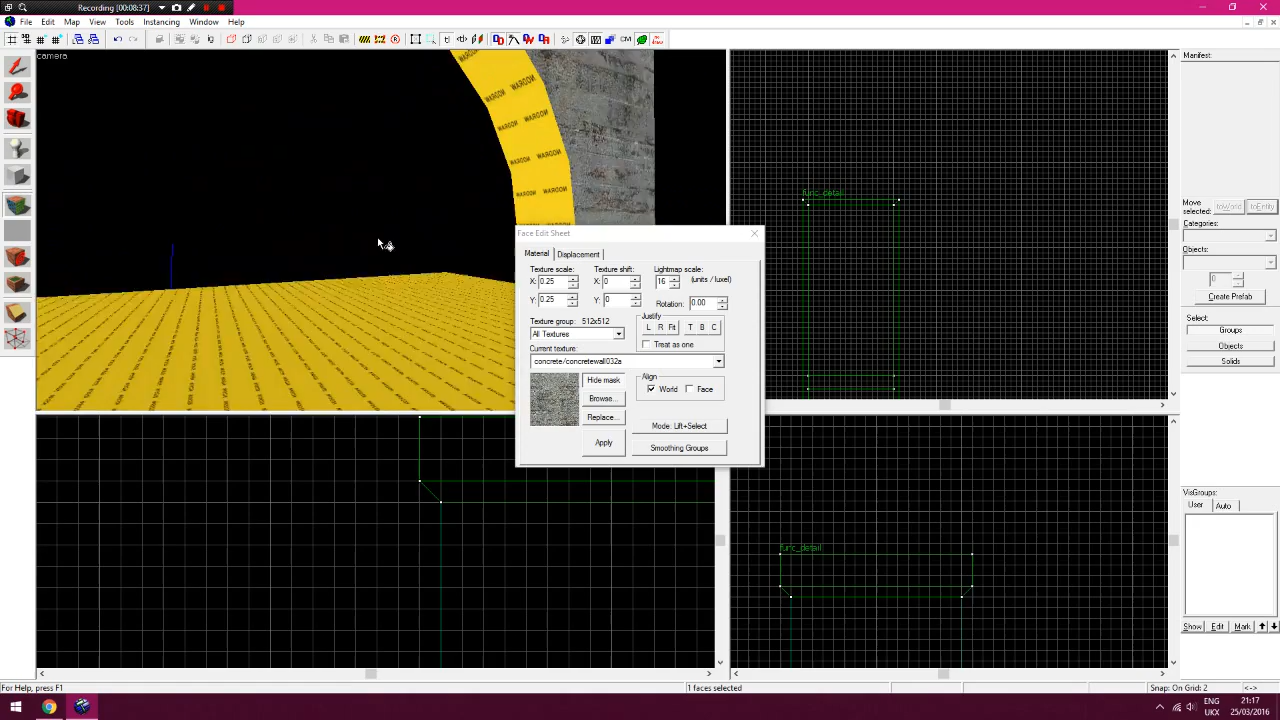 Recording [00:08:37]
File Edit Map View Tools Instancing Window Help
CM
camera
NOORAW
NOORAW NOORAW
func_detail
Face Edit Sheet
Material Displacement
Texture scale: Texture shift: Lightmap scale:
X: 0.25 X: 0 16 (units / luxel)
Y: 0.25 Y: 0 Rotation: 0.00
Texture group: 512x512 Justify
All Textures L R Fit T B C
Treat as one
Current texture:
concrete/concretewall032a
Hide mask Align
World Face
Browse...
Replace...
Mode: Lift+Select
Apply
Smoothing Groups
func_detail
Manifest:
Move
selected: toWorld toEntity
Categories:
Objects:
0
Create Prefab
Select:
Groups
Objects
Solids
VisGroups:
User Auto
Show Edit Mark
For Help, press F1 1 faces selected Snap: On Grid: 2 <->
ENG 21:17
UKX 25/03/2016